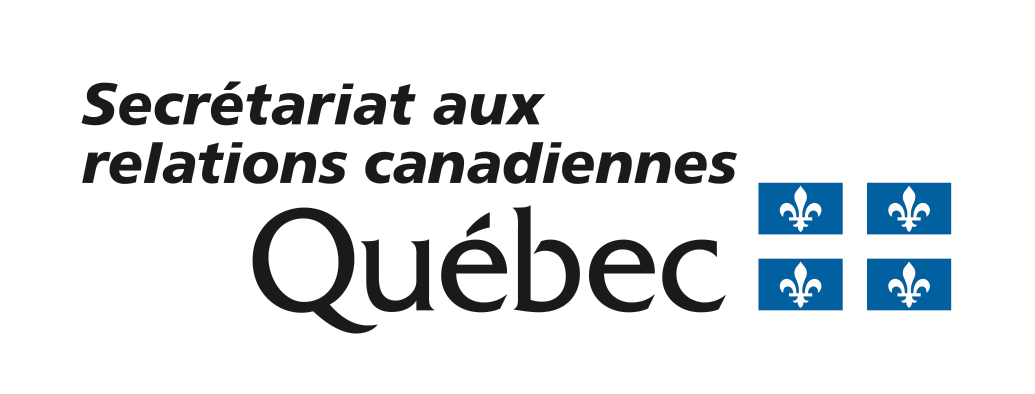 Secrétariat aux
relations canadiennes
Québec